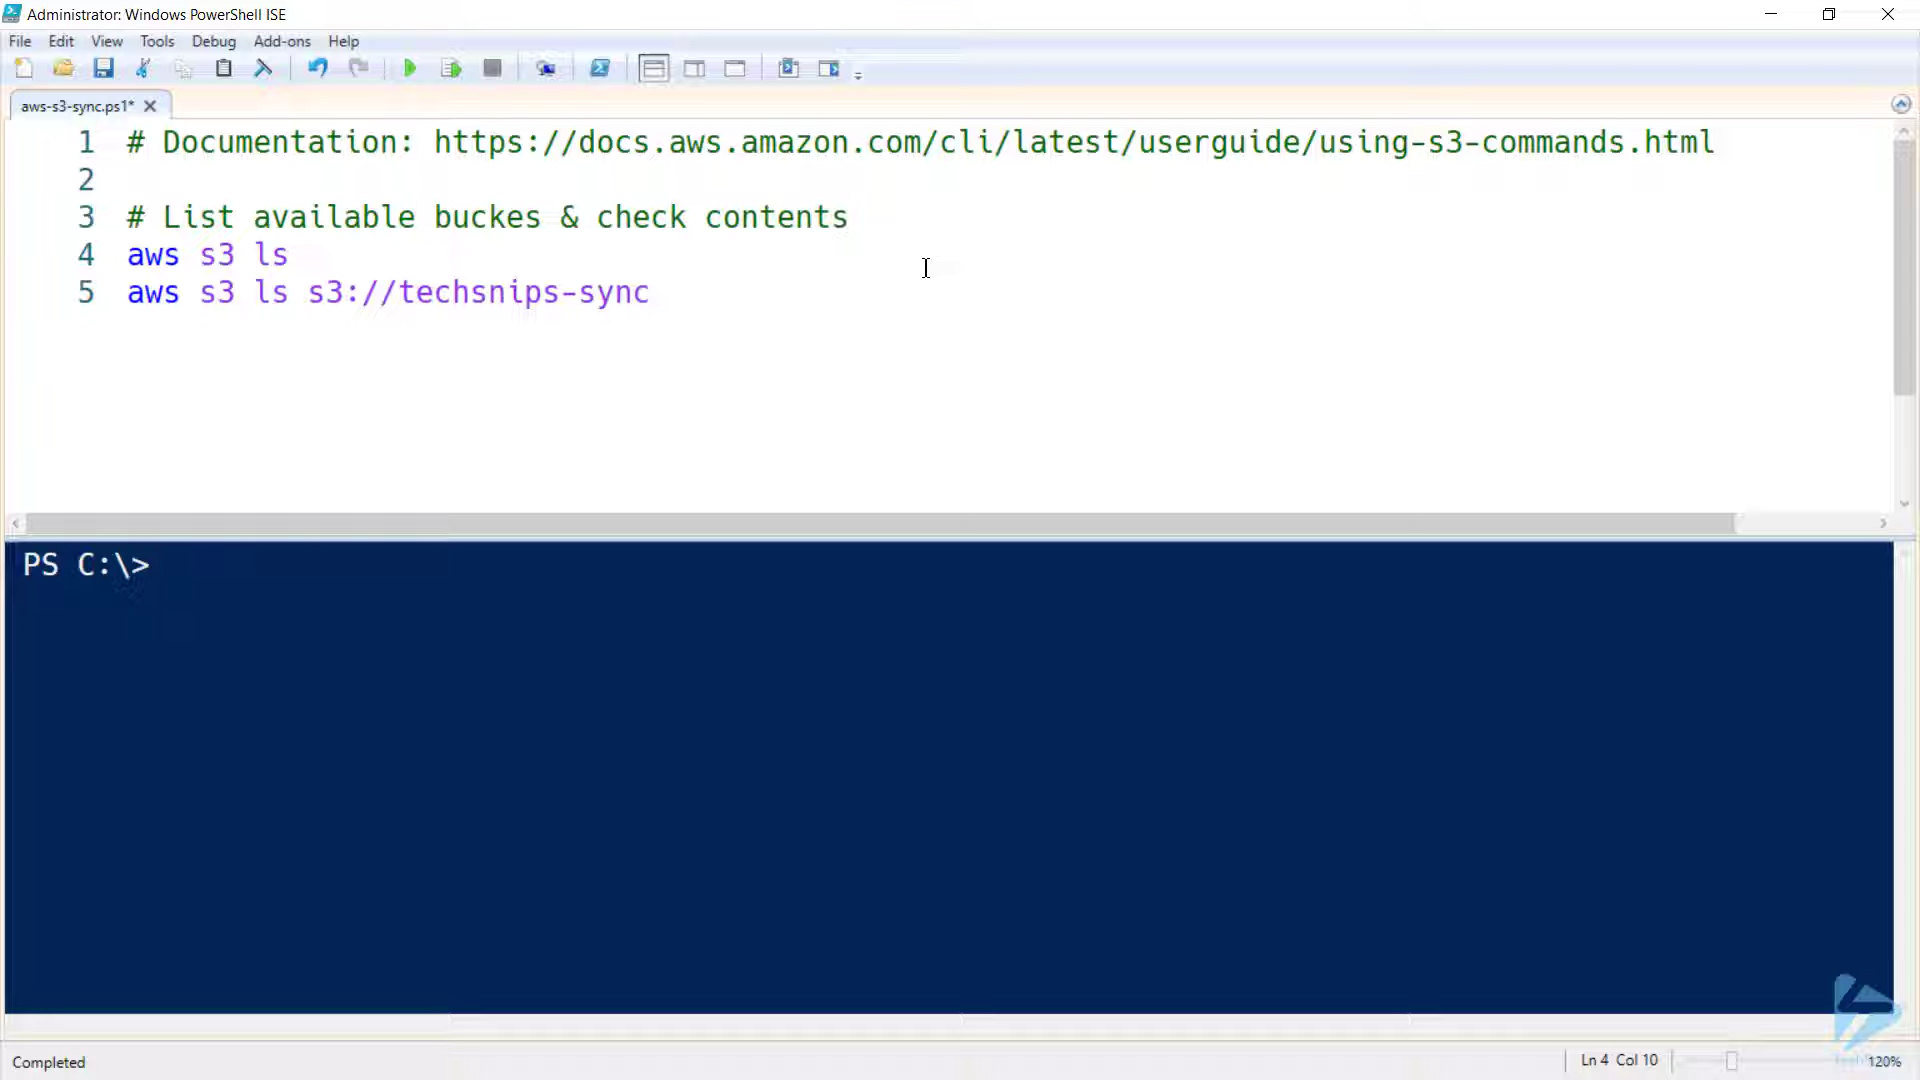 Administrator: Windows PowerShell ISE
File Edit View Tools Debug Add-ons Help
aws-s3-sync.ps1*
1 # Documentation: https://docs.aws.amazon.com/cli/latest/userguide/using-s3-commands.html
2
3 # List available buckes & check contents
4 aws s3 ls
5 aws s3 ls s3://techsnips-sync
PS C:\>
Completed
Ln 4 Col 10
120%